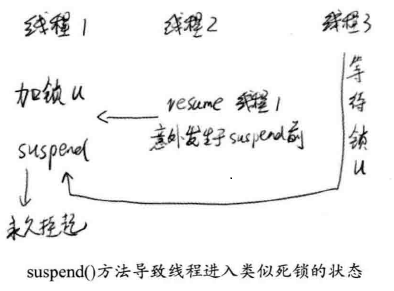 线程1 线程2 线程3
加锁u
suspend
永久挂起
resume 线程1
意外发生于suspend前
等待锁u
suspend()方法导致线程进入类似死锁的状态